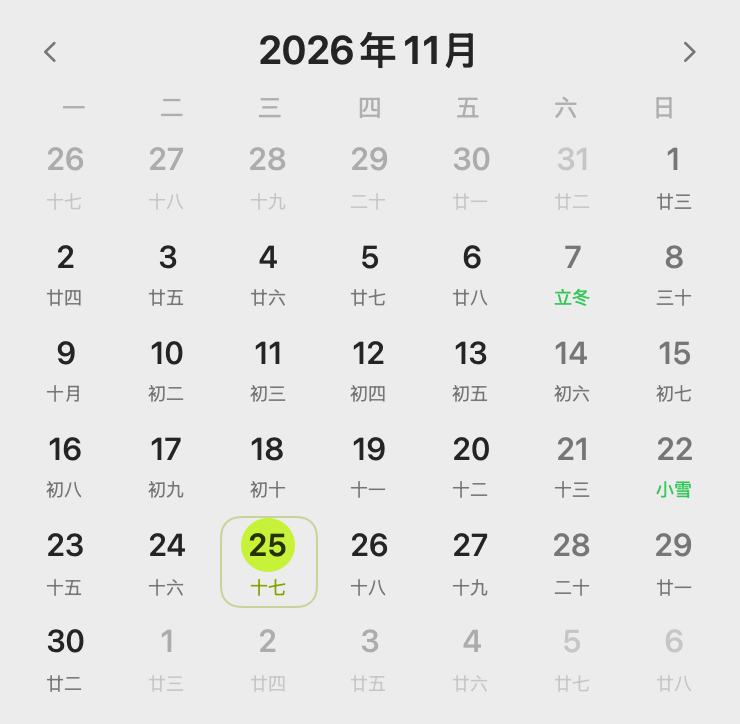 2026年11月
一 二 三 四 五 六 日
26 27 28 29 30 31 1
十七 十八 十九 二十 廿一 廿二 廿三
2 3 4 5 6 7 8
廿四 廿五 廿六 廿七 廿八 立冬 三十
9 10 11 12 13 14 15
十月 初二 初三 初四 初五 初六 初七
16 17 18 19 20 21 22
初八 初九 初十 十一 十二 十三 小雪
23 24 25 26 27 28 29
十五 十六 十七 十八 十九 二十 廿一
30 1 2 3 4 5 6
廿二 廿三 廿四 廿五 廿六 廿七 廿八